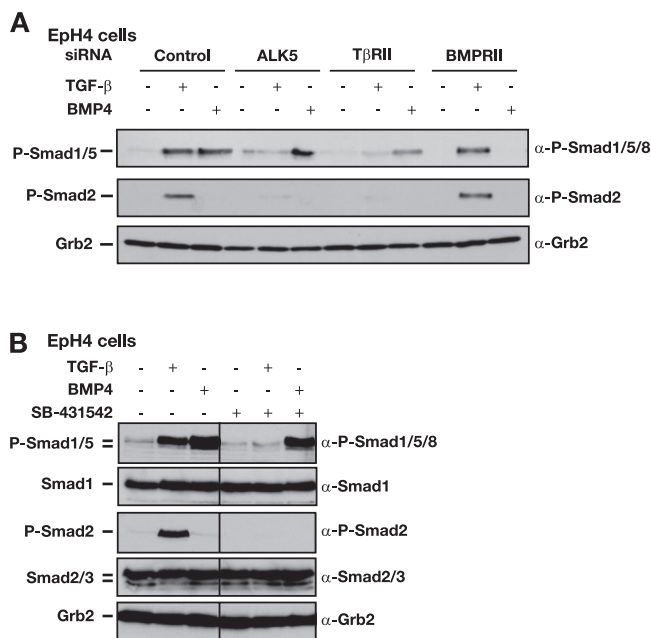 A
EpH4 cells
siRNA Control ALK5 TβRII BMPRII
TGF-β - + - - + - - + - - + -
BMP4 - - + - - + - - + - - +
P-Smad1/5 α-P-Smad1/5/8
P-Smad2 α-P-Smad2
Grb2 α-Grb2
B EpH4 cells
TGF-β - + - - + -
BMP4 - - + - - +
SB-431542 - - - + + +
P-Smad1/5 α-P-Smad1/5/8
Smad1 α-Smad1
P-Smad2 α-P-Smad2
Smad2/3 α-Smad2/3
Grb2 α-Grb2